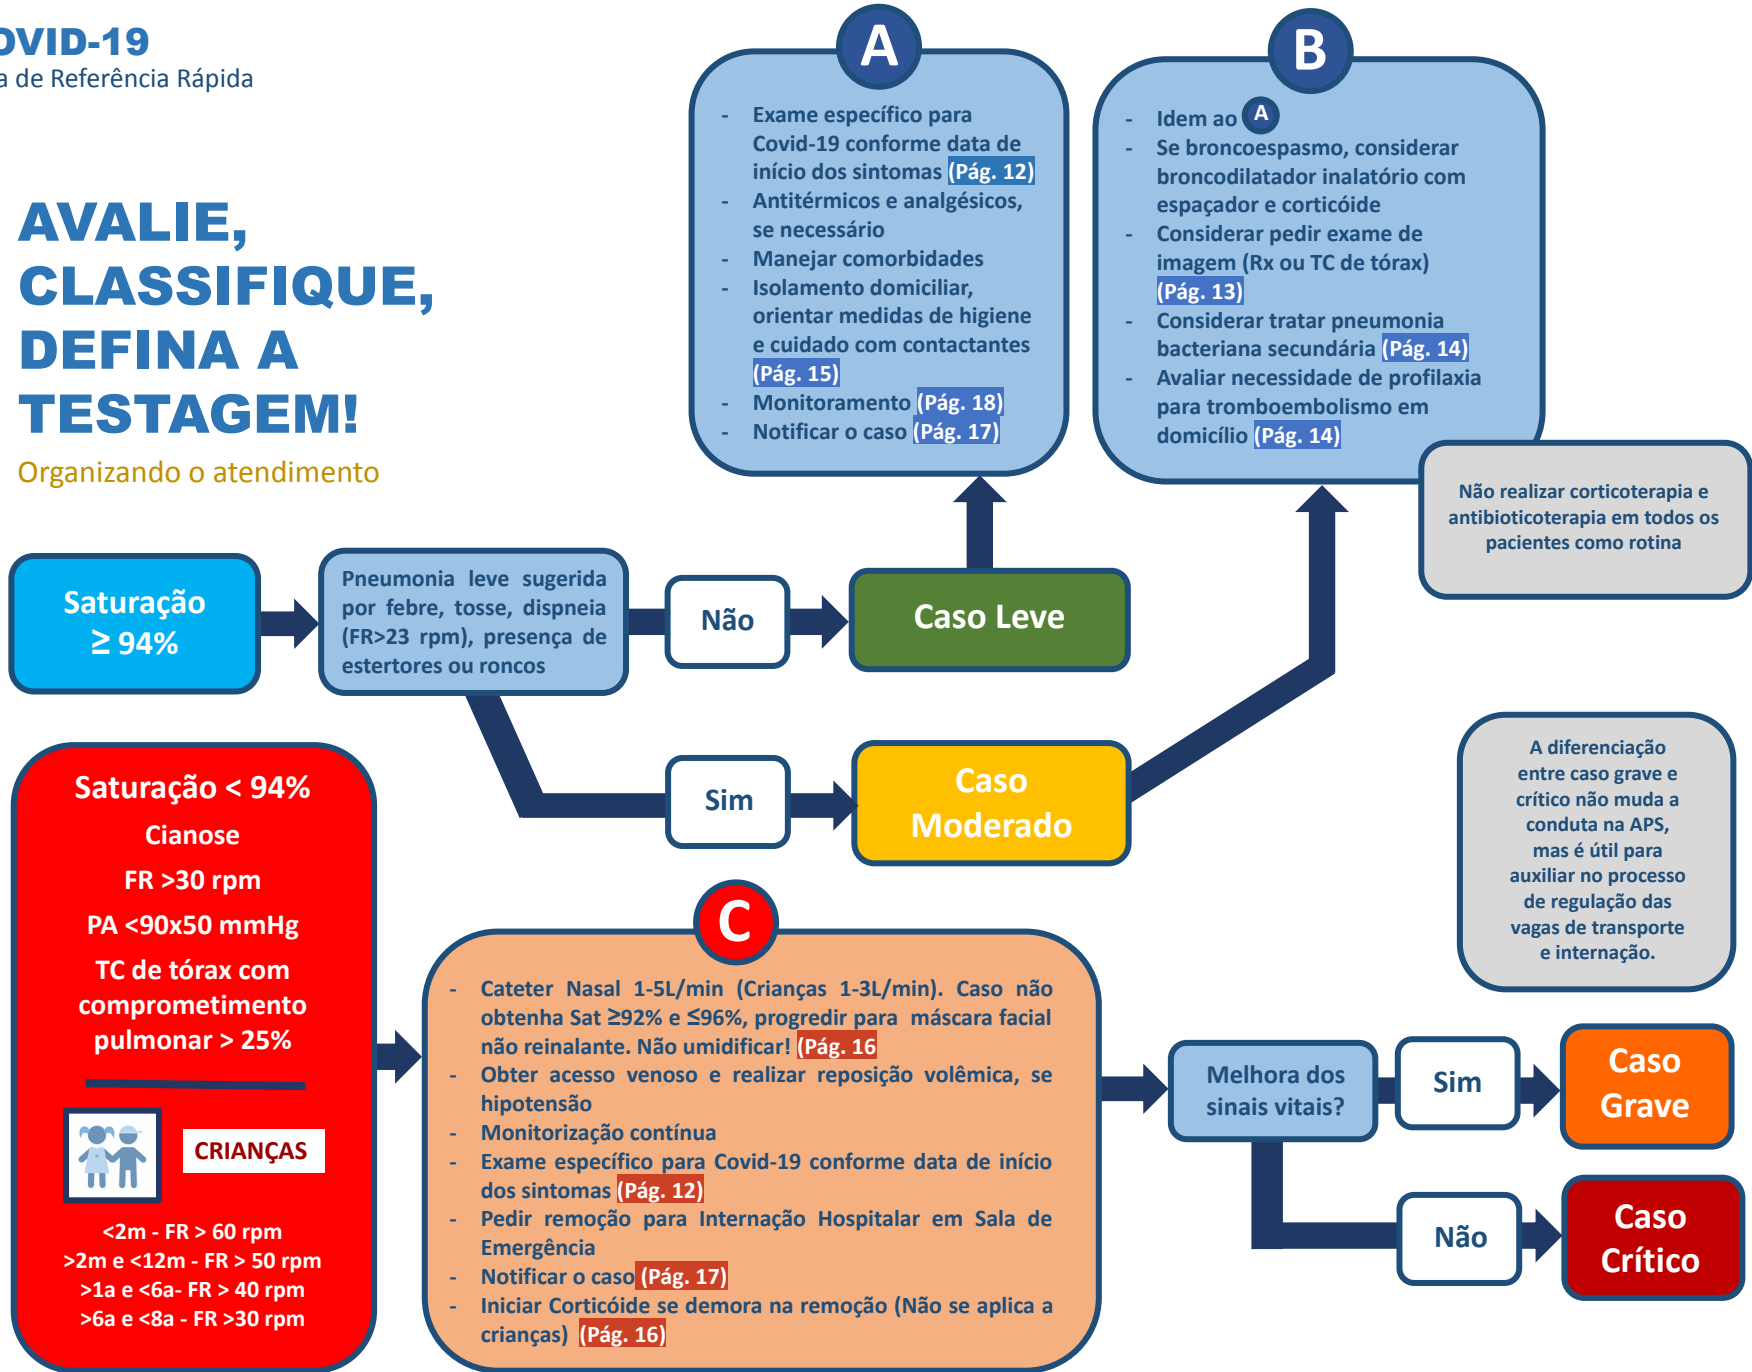 OVID-19
a de Referência Rápida
AVALIE,
CLASSIFIQUE,
DEFINA A
TESTAGEM!
Organizando o atendimento
A
- Exame específico para
Covid-19 conforme data de
início dos sintomas (Pág. 12)
- Antitérmicos e analgésicos,
se necessário
- Manejar comorbidades
- Isolamento domiciliar,
orientar medidas de higiene
e cuidado com contactantes
(Pág. 15)
- Monitoramento (Pág. 18)
- Notificar o caso (Pág. 17)
B
- Idem ao A
- Se broncoespasmo, considerar
broncodilatador inalatório com
espaçador e corticóide
- Considerar pedir exame de
imagem (Rx ou TC de tórax)
(Pág. 13)
- Considerar tratar pneumonia
bacteriana secundária (Pág. 14)
- Avaliar necessidade de profilaxia
para tromboembolismo em
domicílio (Pág. 14)
Não realizar corticoterapia e
antibioticoterapia em todos os
pacientes como rotina
Saturação
≥ 94%
Pneumonia leve sugerida
por febre, tosse, dispneia
(FR>23 rpm), presença de
estertores ou roncos
Não
Caso Leve
Sim
Caso
Moderado
A diferenciação
entre caso grave e
crítico não muda a
conduta na APS,
mas é útil para
auxiliar no processo
de regulação das
vagas de transporte
e internação.
Saturação < 94%
Cianose
FR >30 rpm
PA <90x50 mmHg
TC de tórax com
comprometimento
pulmonar > 25%
CRIANÇAS
<2m - FR > 60 rpm
>2m e <12m - FR > 50 rpm
>1a e <6a- FR > 40 rpm
>6a e <8a - FR >30 rpm
C
- Cateter Nasal 1-5L/min (Crianças 1-3L/min). Caso não
obtenha Sat ≥92% e ≤96%, progredir para máscara facial
não reinalante. Não umidificar! (Pág. 16
- Obter acesso venoso e realizar reposição volêmica, se
hipotensão
- Monitorização contínua
- Exame específico para Covid-19 conforme data de início
dos sintomas (Pág. 12)
- Pedir remoção para Internação Hospitalar em Sala de
Emergência
- Notificar o caso (Pág. 17)
- Iniciar Corticóide se demora na remoção (Não se aplica a
crianças) (Pág. 16)
Melhora dos
sinais vitais?
Sim
Caso
Grave
Não
Caso
Crítico